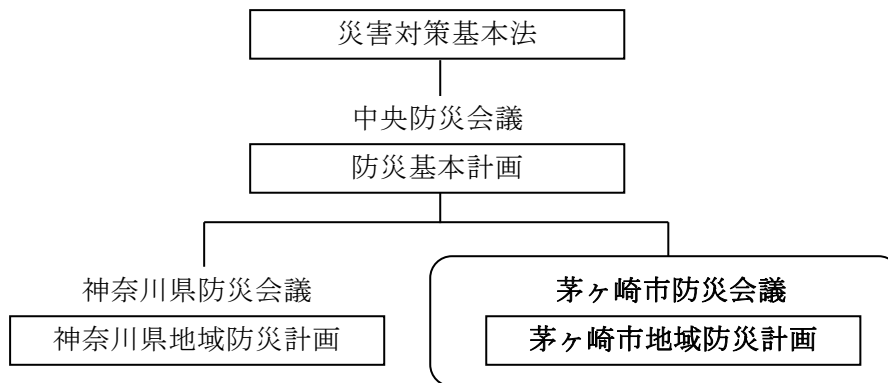 災害対策基本法
中央防災会議
防災基本計画
神奈川県防災会議
神奈川県地域防災計画
茅ヶ崎市防災会議
茅ヶ崎市地域防災計画